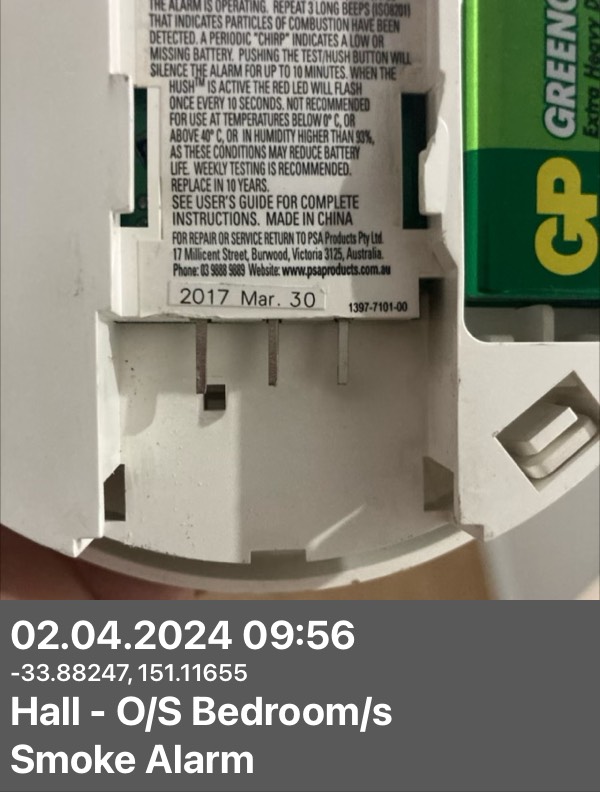 THE ALARM IS OPERATING. REPEAT 3 LONG BEEPS (ISO8201)
THAT INDICATES PARTICLES OF COMBUSTION HAVE BEEN
DETECTED. A PERIODIC "CHIRP" INDICATES A LOW OR
MISSING BATTERY. PUSHING THE TEST/HUSH BUTTON WILL
SILENCE THE ALARM FOR UP TO 10 MINUTES. WHEN THE
HUSH™ IS ACTIVE THE RED LED WILL FLASH
ONCE EVERY 10 SECONDS. NOT RECOMMENDED
FOR USE AT TEMPERATURES BELOW 0° C, OR
ABOVE 40° C, OR IN HUMIDITY HIGHER THAN 93%,
AS THESE CONDITIONS MAY REDUCE BATTERY
LIFE. WEEKLY TESTING IS RECOMMENDED.
REPLACE IN 10 YEARS.
SEE USER'S GUIDE FOR COMPLETE
INSTRUCTIONS. MADE IN CHINA
FOR REPAIR OR SERVICE RETURN TO PSA Products Pty Ltd.
17 Millicent Street, Burwood, Victoria 3125, Australia.
Phone: 03 9888 9889 Website: www.psaproducts.com.au
2017 Mar. 30
1397-7101-00
GP GREENC
Extra Heavy D
02.04.2024 09:56
-33.88247, 151.11655
Hall - O/S Bedroom/s
Smoke Alarm